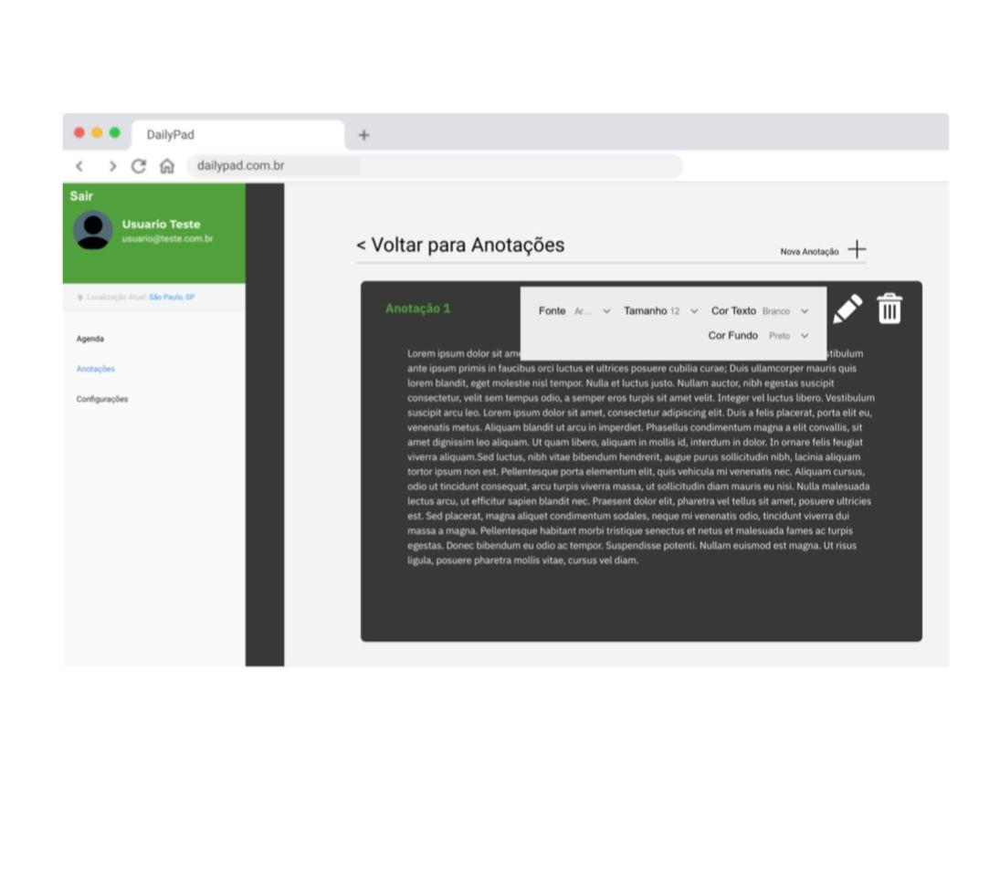 DailyPad
dailypad.com.br
Sair
Usuario Teste
usuario@teste.com.br
Localização Atual: São Paulo, SP
Agenda
Anotações
Configurações
< Voltar para Anotações
Nova Anotação
Anotação 1
Fonte Ar... Tamanho 12 Cor Texto Branco
Cor Fundo Preto
Lorem ipsum dolor sit ame stibulum
ante ipsum primis in faucibus orci luctus et ultrices posuere cubilia curae; Duis ullamcorper mauris quis
lorem blandit, eget molestie nisl tempor. Nulla et luctus justo. Nullam auctor, nibh egestas suscipit
consectetur, velit sem tempus odio, a semper eros turpis sit amet velit. Integer vel luctus libero. Vestibulum
suscipit arcu leo. Lorem ipsum dolor sit amet, consectetur adipiscing elit. Duis a felis placerat, porta elit eu,
venenatis metus. Aliquam blandit ut arcu in imperdiet. Phasellus condimentum magna a elit convallis, sit
amet dignissim leo aliquam. Ut quam libero, aliquam in mollis id, interdum in dolor. In ornare felis feugiat
viverra aliquam.Sed luctus, nibh vitae bibendum hendrerit, augue purus sollicitudin nibh, lacinia aliquam
tortor ipsum non est. Pellentesque porta elementum elit, quis vehicula mi venenatis nec. Aliquam cursus,
odio ut tincidunt consequat, arcu turpis viverra massa, ut sollicitudin diam mauris eu nisi. Nulla malesuada
lectus arcu, ut efficitur sapien blandit nec. Praesent dolor elit, pharetra vel tellus sit amet, posuere ultricies
est. Sed placerat, magna aliquet condimentum sodales, neque mi venenatis odio, tincidunt viverra dui
massa a magna. Pellentesque habitant morbi tristique senectus et netus et malesuada fames ac turpis
egestas. Donec bibendum eu odio ac tempor. Suspendisse potenti. Nullam euismod est magna. Ut risus
ligula, posuere pharetra mollis vitae, cursus vel diam.